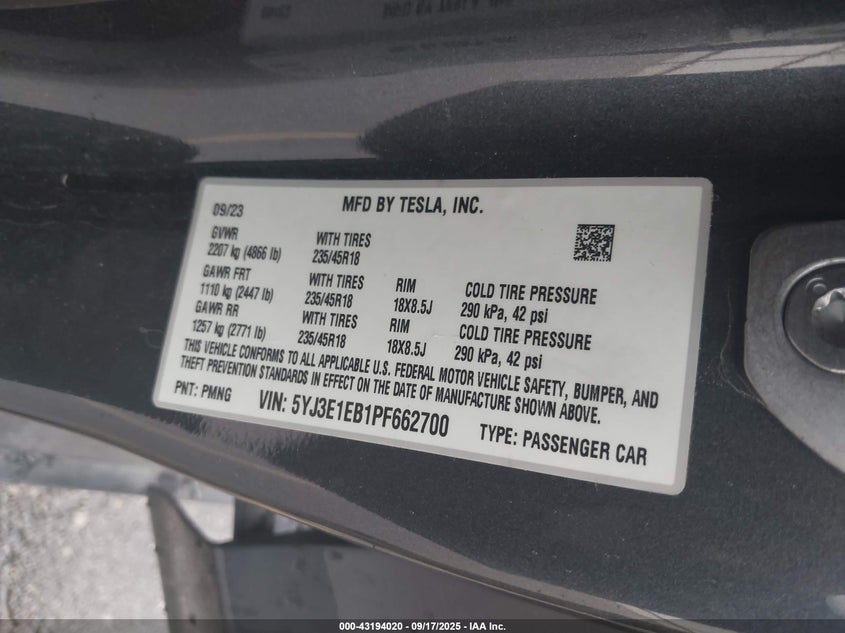 MFD BY TESLA, INC.
09/23
GVWR
2207 kg (4866 lb)
WITH TIRES
235/45R18
GAWR FRT
1110 kg (2447 lb)
WITH TIRES
235/45R18
RIM
18X8.5J
COLD TIRE PRESSURE
290 kPa, 42 psi
GAWR RR
1257 kg (2771 lb)
WITH TIRES
235/45R18
RIM
18X8.5J
COLD TIRE PRESSURE
290 kPa, 42 psi
THIS VEHICLE CONFORMS TO ALL APPLICABLE U.S. FEDERAL MOTOR VEHICLE SAFETY, BUMPER, AND
THEFT PREVENTION STANDARDS IN EFFECT ON THE DATE OF MANUFACTURE SHOWN ABOVE.
PNT: PMNG
VIN: 5YJ3E1EB1PF662700
TYPE: PASSENGER CAR
000-43194020 - 09/17/2025 - IAA Inc.